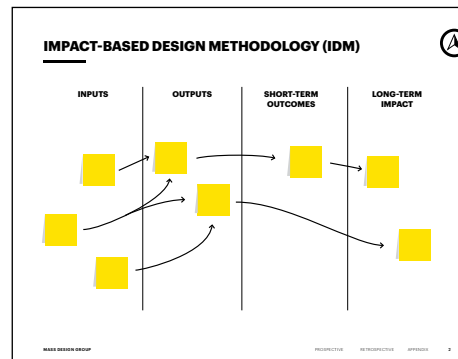 IMPACT-BASED DESIGN METHODOLOGY (IDM)
INPUTS
OUTPUTS
SHORT-TERM
OUTCOMES
LONG-TERM
IMPACT
MASS DESIGN GROUP
PROSPECTIVE RETROSPECTIVE APPENDIX 2